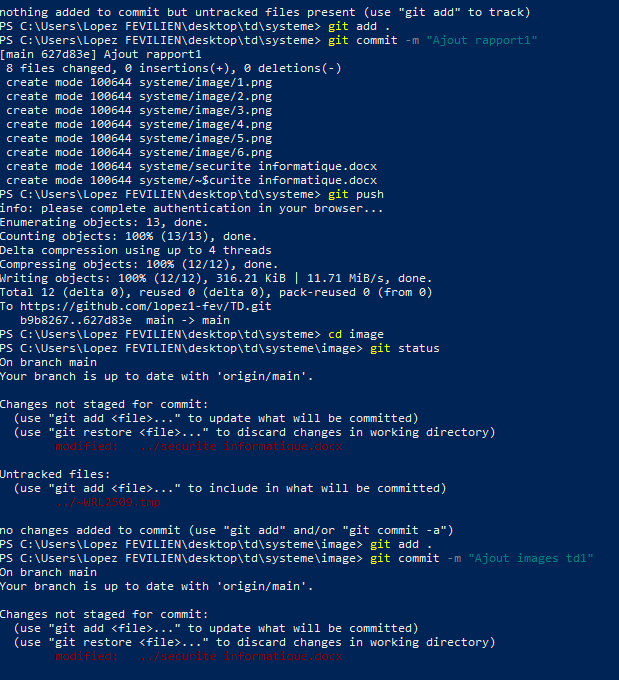 nothing added to commit but untracked files present (use "git add" to track)
PS C:\Users\Lopez FEVILIEN\desktop\td\systeme> git add .
PS C:\Users\Lopez FEVILIEN\desktop\td\systeme> git commit -m "Ajout rapport1"
[main 627d83e] Ajout rapport1
 8 files changed, 0 insertions(+), 0 deletions(-)
 create mode 100644 systeme/image/1.png
 create mode 100644 systeme/image/2.png
 create mode 100644 systeme/image/3.png
 create mode 100644 systeme/image/4.png
 create mode 100644 systeme/image/5.png
 create mode 100644 systeme/image/6.png
 create mode 100644 systeme/securite informatique.docx
 create mode 100644 systeme/~$curite informatique.docx
PS C:\Users\Lopez FEVILIEN\desktop\td\systeme> git push
info: please complete authentication in your browser...
Enumerating objects: 13, done.
Counting objects: 100% (13/13), done.
Delta compression using up to 4 threads
Compressing objects: 100% (12/12), done.
Writing objects: 100% (12/12), 316.21 KiB | 11.71 MiB/s, done.
Total 12 (delta 0), reused 0 (delta 0), pack-reused 0 (from 0)
To https://github.com/lopez1-fev/TD.git
   b9b8267..627d83e  main -> main
PS C:\Users\Lopez FEVILIEN\desktop\td\systeme> cd image
PS C:\Users\Lopez FEVILIEN\desktop\td\systeme\image> git status
On branch main
Your branch is up to date with 'origin/main'.

Changes not staged for commit:
  (use "git add <file>..." to update what will be committed)
  (use "git restore <file>..." to discard changes in working directory)
        modified:   ../securite informatique.docx

Untracked files:
  (use "git add <file>..." to include in what will be committed)
        ../~WRL2509.tmp

no changes added to commit (use "git add" and/or "git commit -a")
PS C:\Users\Lopez FEVILIEN\desktop\td\systeme\image> git add .
PS C:\Users\Lopez FEVILIEN\desktop\td\systeme\image> git commit -m "Ajout images td1"
On branch main
Your branch is up to date with 'origin/main'.

Changes not staged for commit:
  (use "git add <file>..." to update what will be committed)
  (use "git restore <file>..." to discard changes in working directory)
        modified:   ../securite informatique.docx